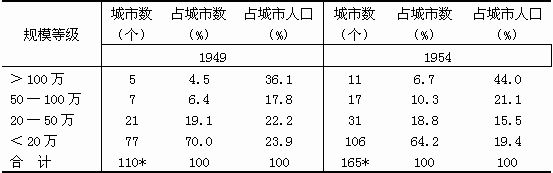 规模等级 城市数(个) 占城市数(%) 占城市人口(%) 城市数(个) 占城市数(%) 占城市人口(%)
1949 1954
>100万 5 4.5 36.1 11 6.7 44.0
50—100万 7 6.4 17.8 17 10.3 21.1
20—50万 21 19.1 22.2 31 18.8 15.5
<20万 77 70.0 23.9 106 64.2 19.4
合 计 110* 100 100 165* 100 100